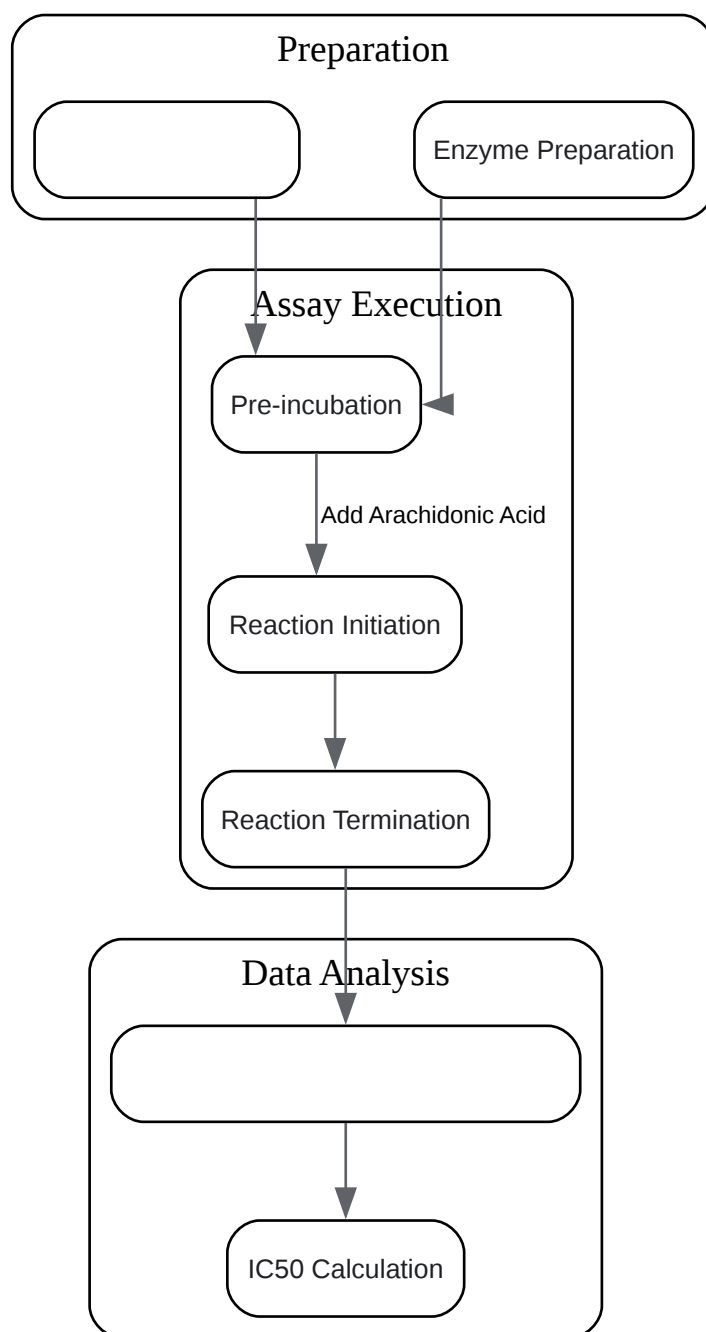 Preparation
Enzyme Preparation
Assay Execution
Pre-incubation
Add Arachidonic Acid
Reaction Initiation
Reaction Termination
Data Analysis
IC50 Calculation